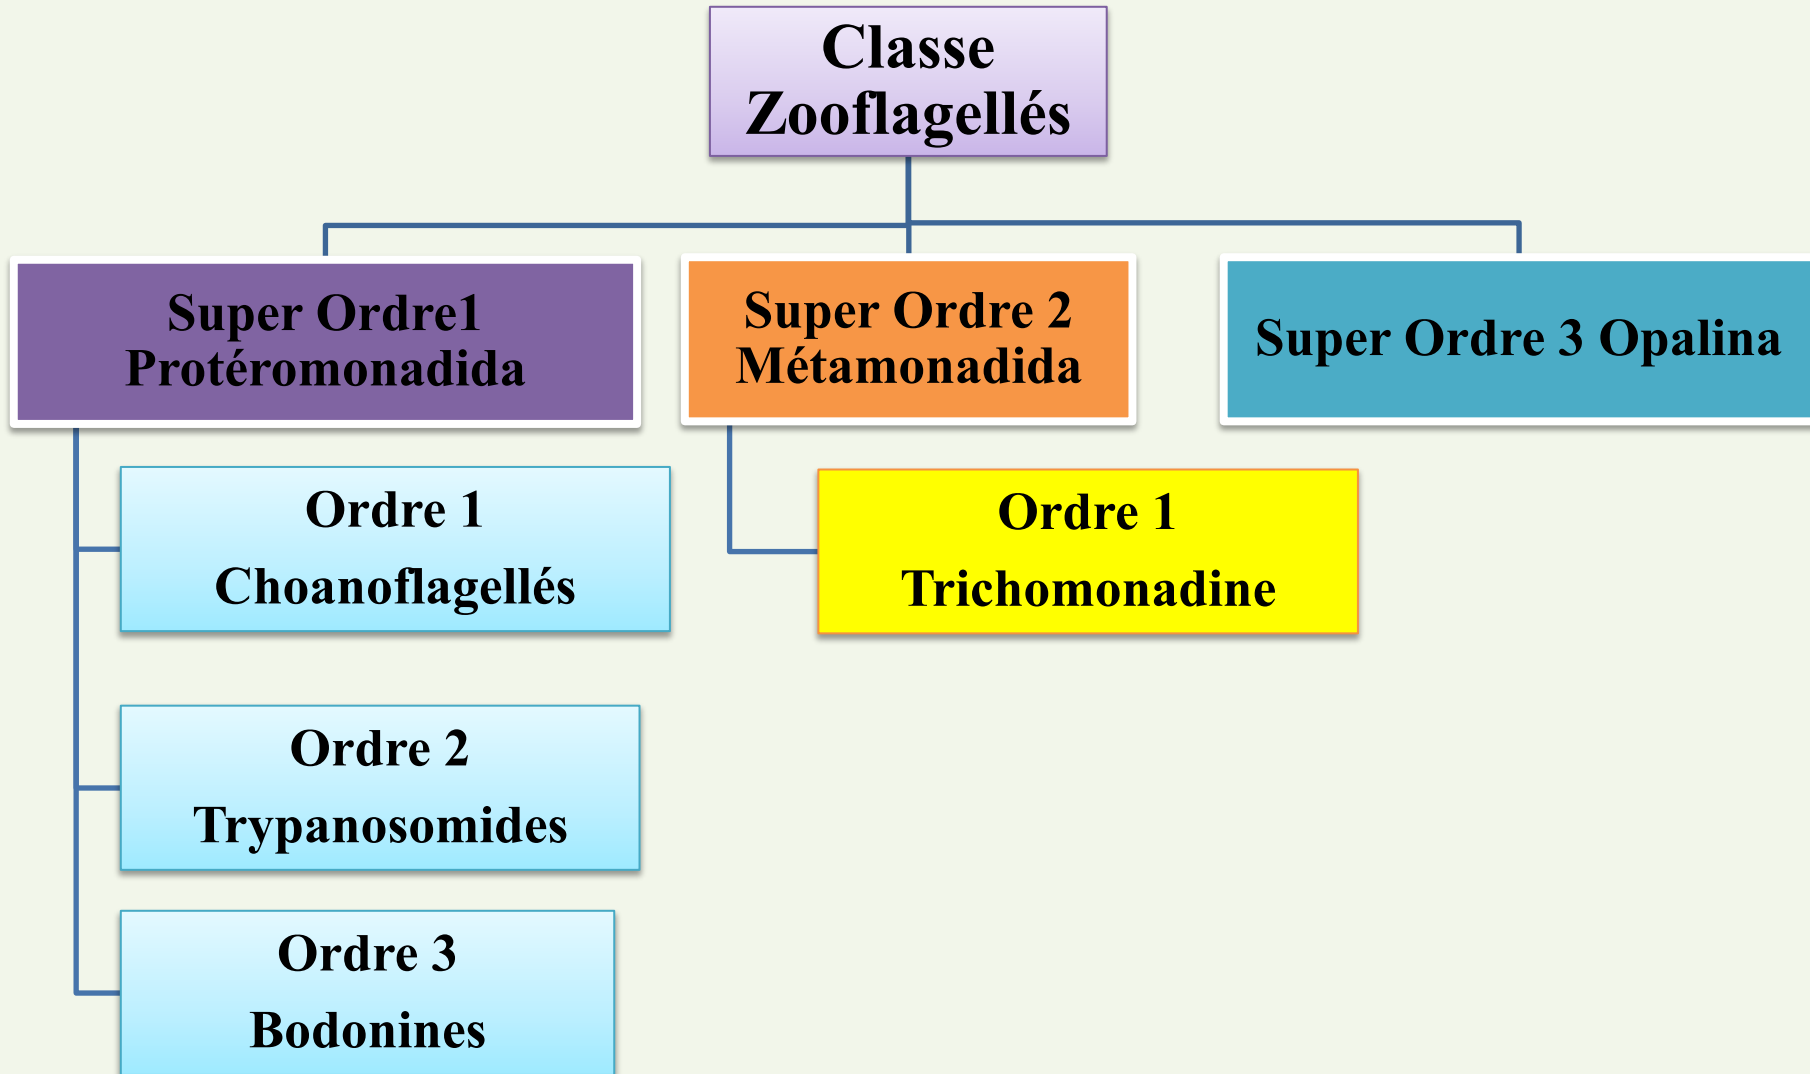 Classe
Zooflagellés
Super Ordre1
Protéromonadida
Super Ordre 2
Métamonadida
Super Ordre 3 Opalina
Ordre 1
Choanoflagellés
Ordre 1
Trichomonadine
Ordre 2
Trypanosomides
Ordre 3
Bodonines